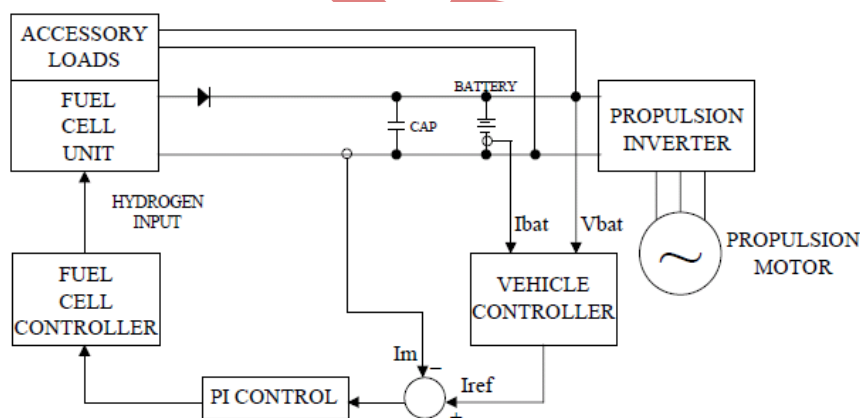 ACCESSORY
LOADS
FUEL
CELL
UNIT
BATTERY
CAP
PROPULSION
INVERTER
HYDROGEN
INPUT
Ibat
Vbat
PROPULSION
MOTOR
FUEL
CELL
CONTROLLER
VEHICLE
CONTROLLER
Im
−
Iref
+
PI CONTROL